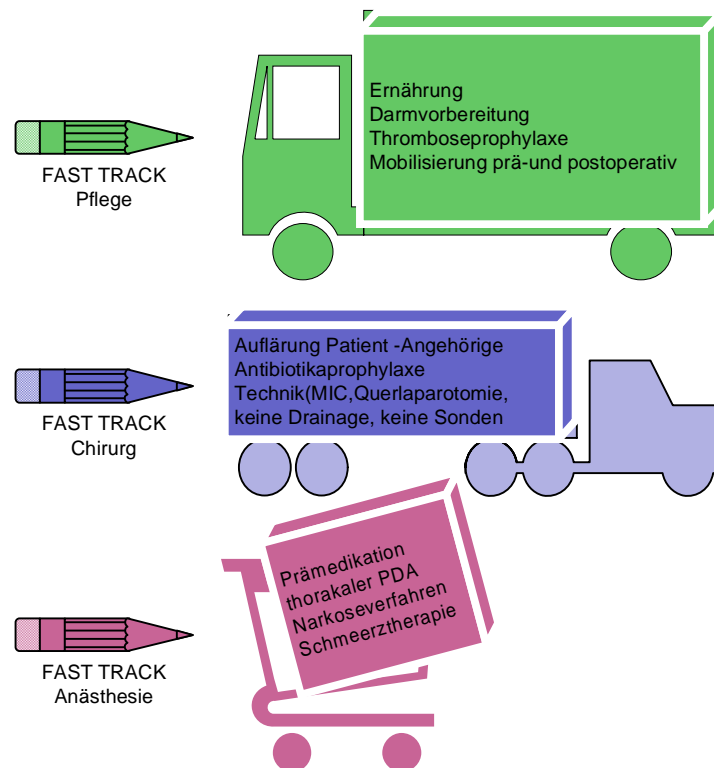 Ernährung
Darmvorbereitung
Thromboseprophylaxe
Mobilisierung prä-und postoperativ
FAST TRACK
Pflege
Auflärung Patient -Angehörige
Antibiotikaprophylaxe
Technik(MIC,Querlaparotomie,
keine Drainage, keine Sonden
FAST TRACK
Chirurg
Prämedikation
thorakaler PDA
Narkoseverfahren
Schmeerztherapie
FAST TRACK
Anästhesie